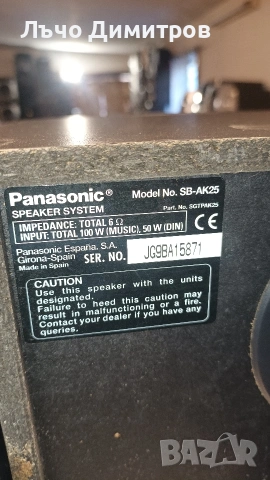 Лъчо Димитров
Panasonic® Model No. SB-AK25
SPEAKER SYSTEM Part. No. SGTPAK25
IMPEDANCE: TOTAL 6 Ω
INPUT: TOTAL 100 W (MUSIC), 50 W (DIN)
CE
Panasonic España, S.A.
Girona-Spain
Made in Spain
SER. NO. JG9BA15871
CAUTION
Use this speaker with the units
designated.
Failure to heed this caution may
result in malfunctioning or a fire.
Contact your dealer if you have
any question.
BAZAR.BG